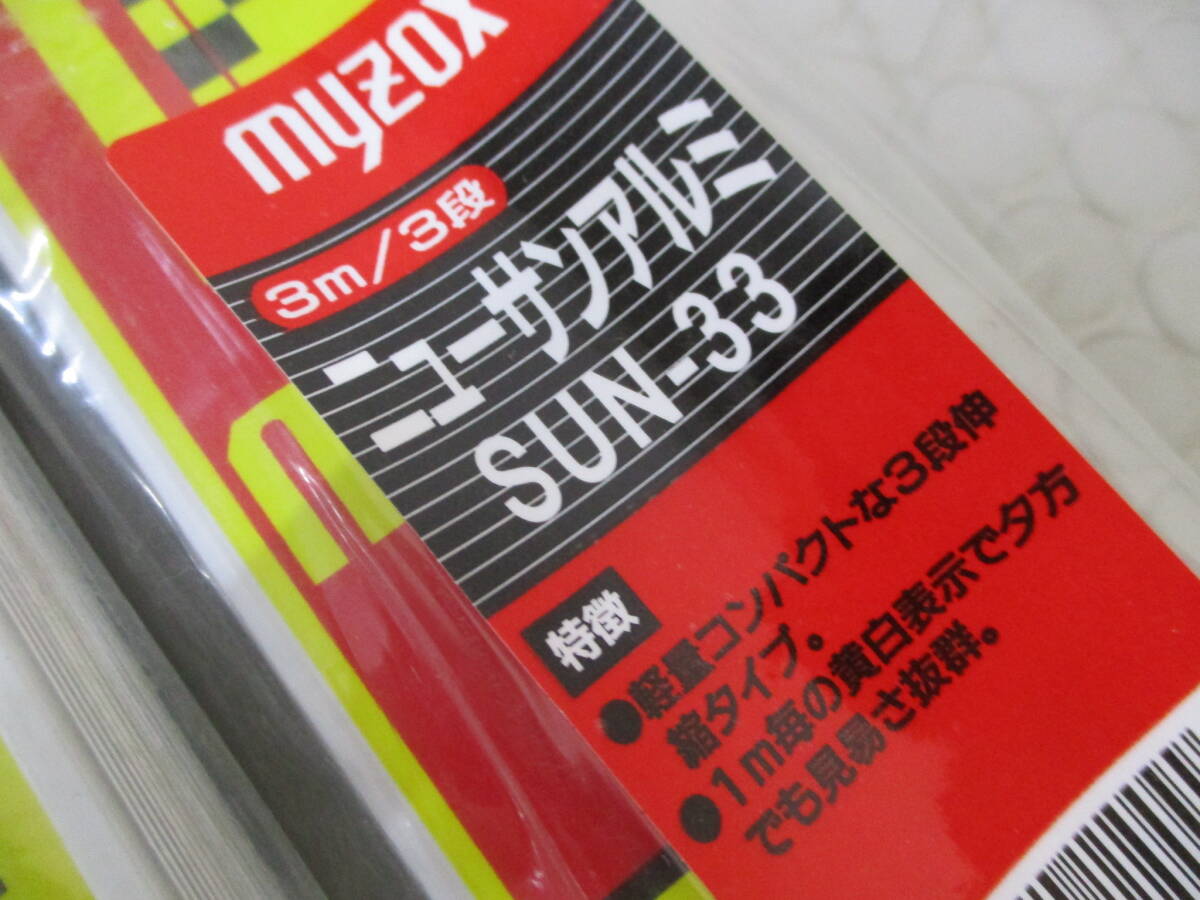 myzox
3m/3段
ニューサンアルミ
SUN-33
特徴
●軽量コンパクトな3段伸
縮タイプ。
●1m毎の黄白表示で夕方
でも見易さ抜群。